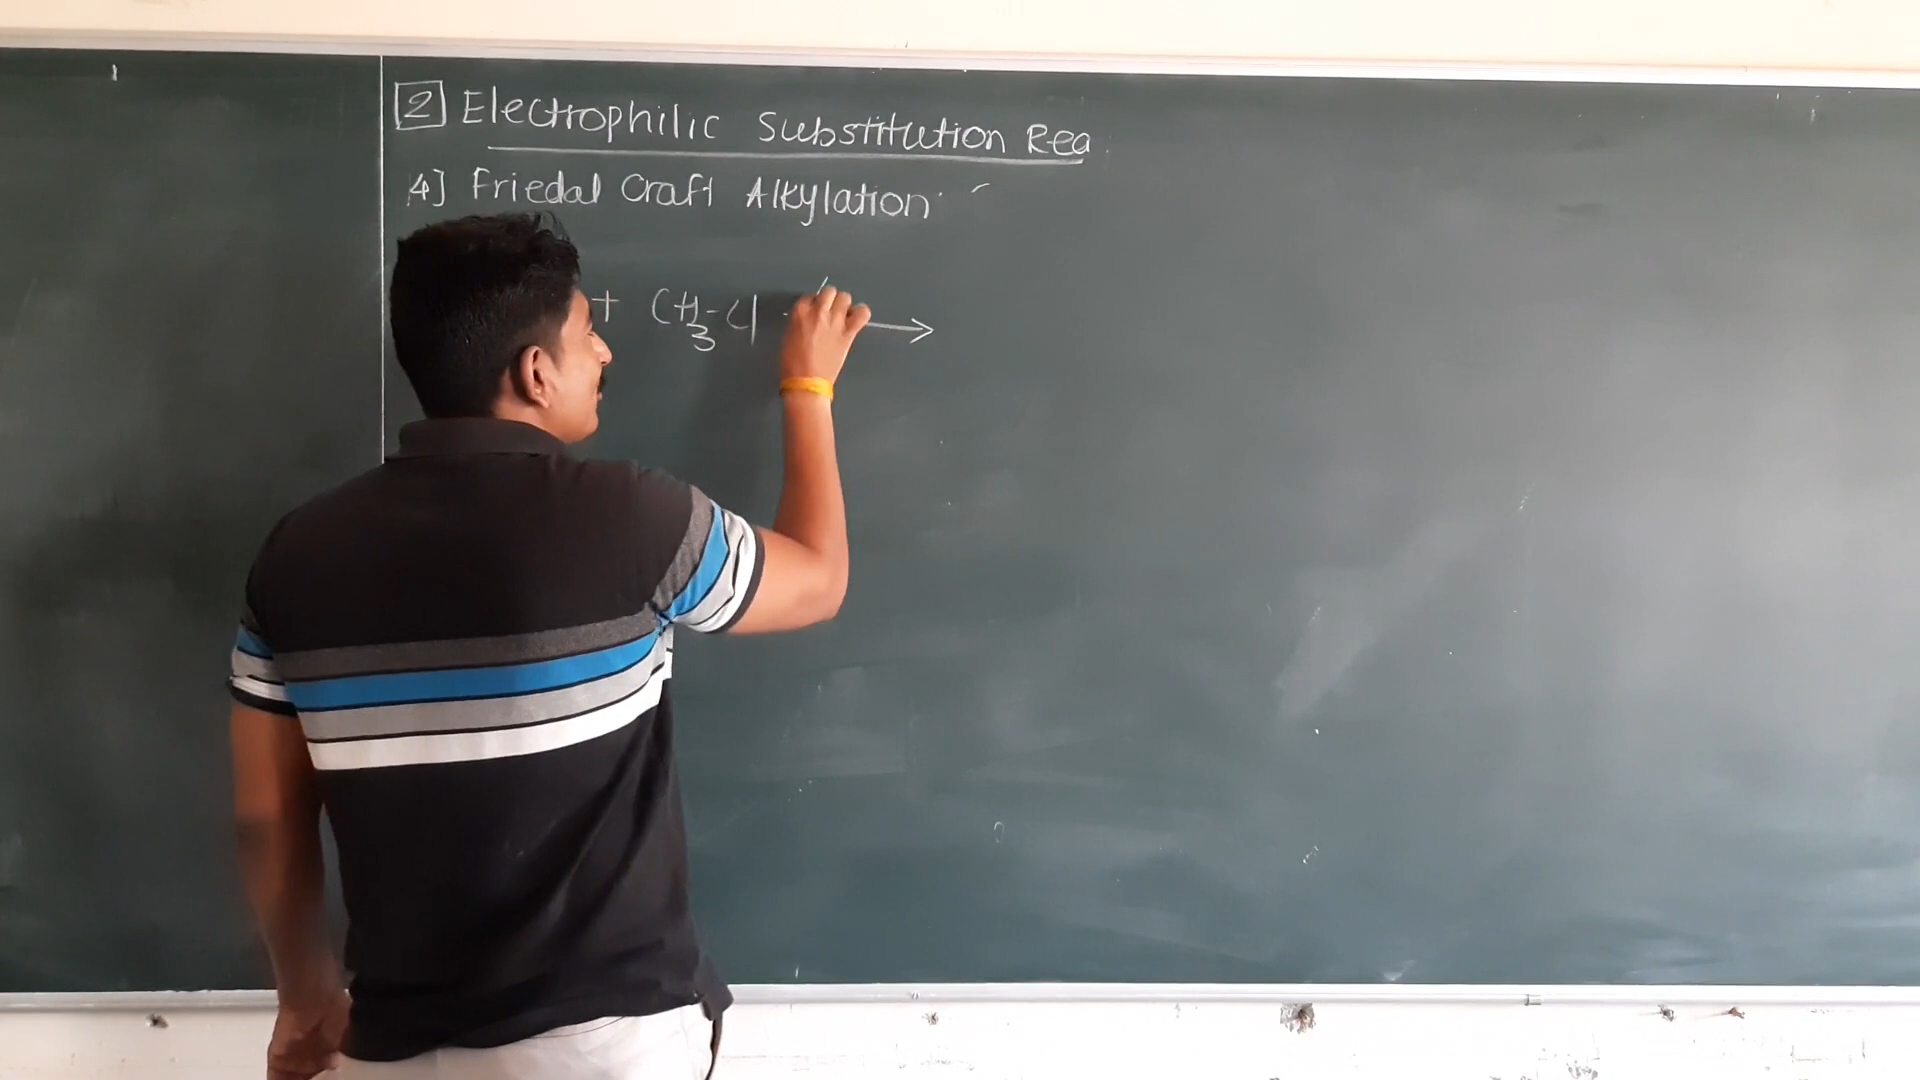 2 Electrophilic Substitution Rea
4] Friedal Craft Alkylation
+ CH3-Cl →